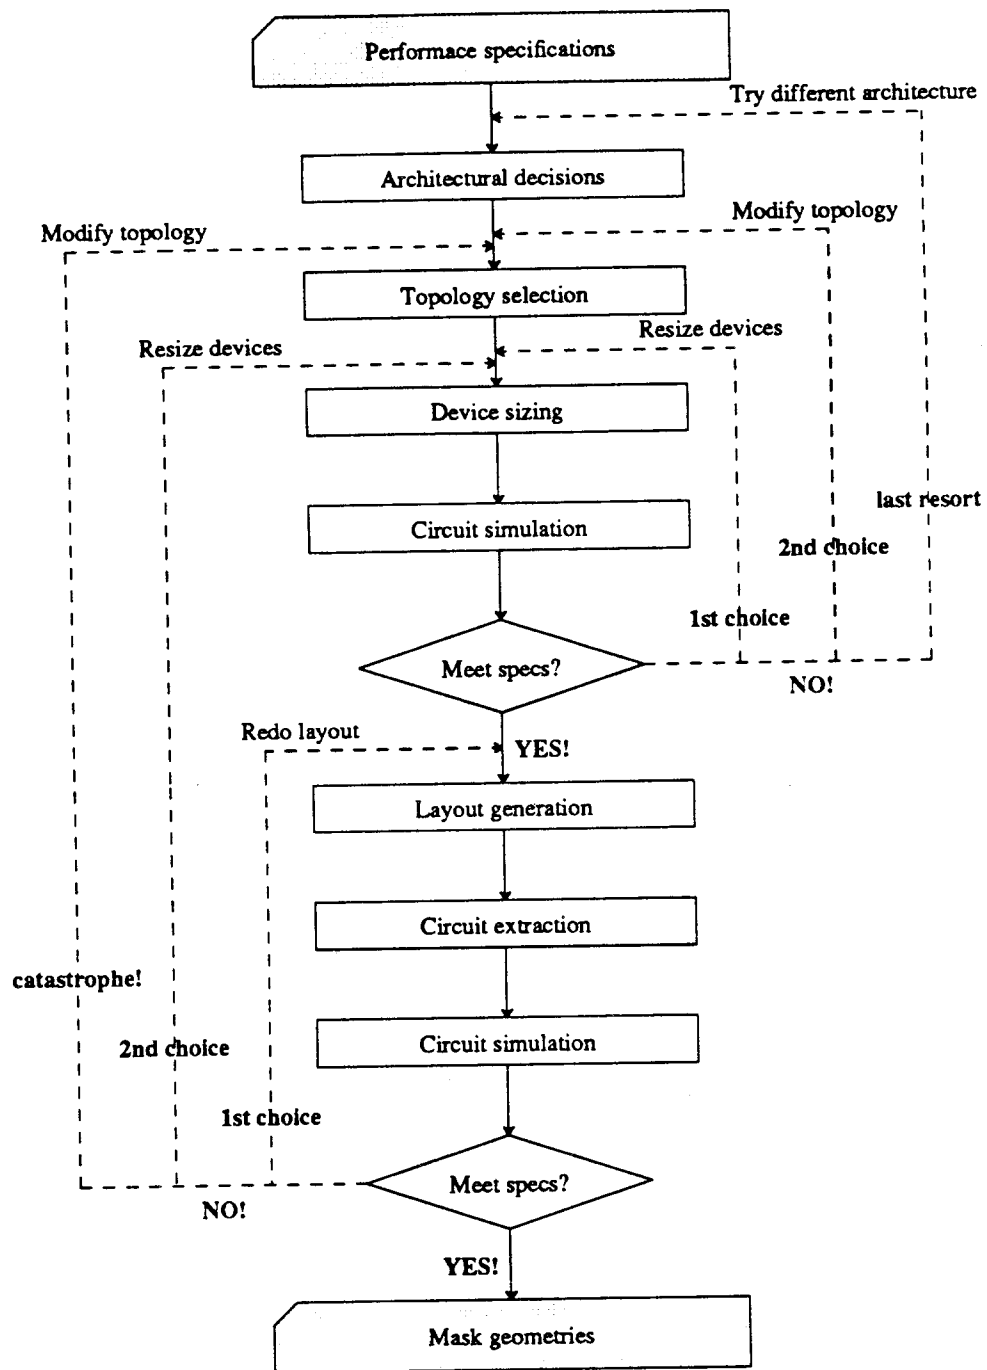 Performace specifications
Try different architecture
Architectural decisions
Modify topology
Modify topology
Topology selection
Resize devices
Resize devices
Device sizing
last resort
Circuit simulation
2nd choice
1st choice
Meet specs?
NO!
Redo layout
YES!
Layout generation
Circuit extraction
catastrophe!
Circuit simulation
2nd choice
1st choice
Meet specs?
NO!
YES!
Mask geometries